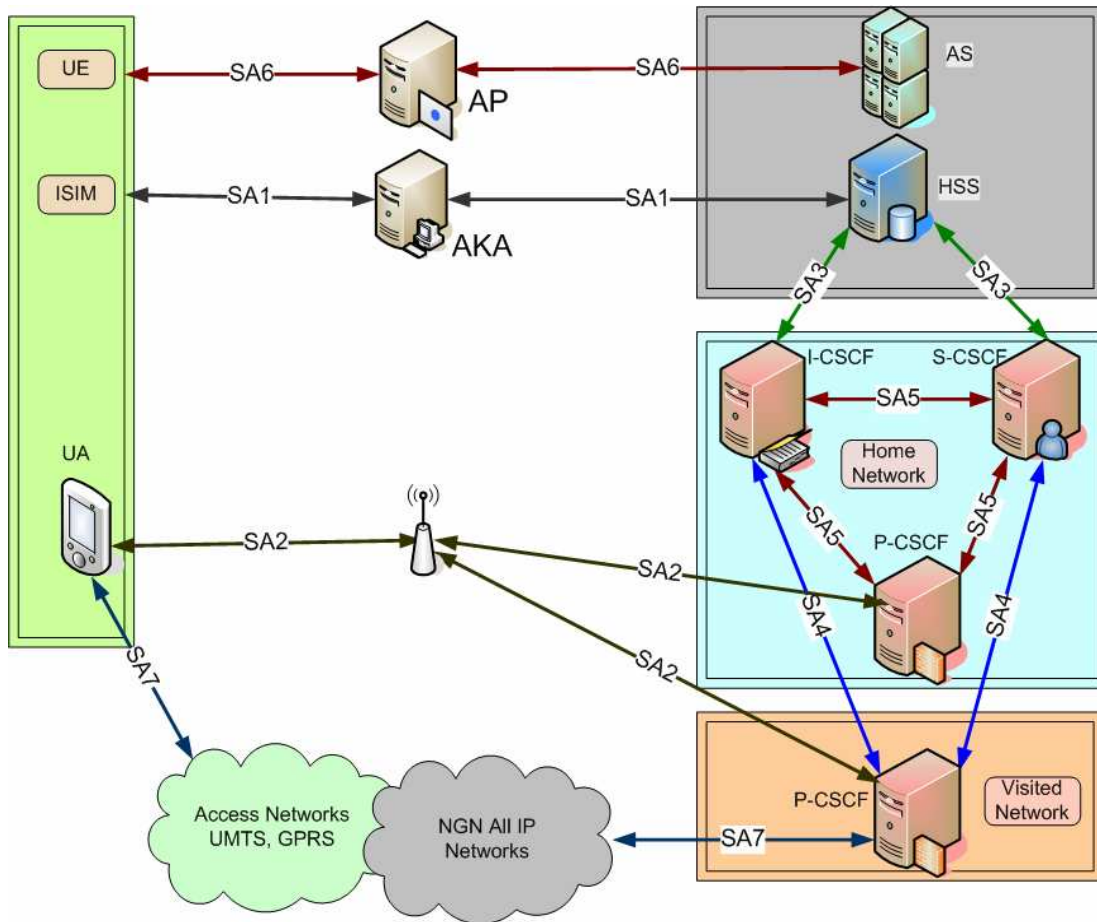 UE
SA6
AP
SA6
AS
ISIM
SA1
AKA
SA1
HSS
SA3
SA3
I-CSCF
S-CSCF
SA5
Home
Network
UA
SA2
SA5
SA5
P-CSCF
SA2
SA4
SA4
SA2
SA7
Access Networks
UMTS, GPRS
NGN All IP
Networks
SA7
P-CSCF
Visited
Network